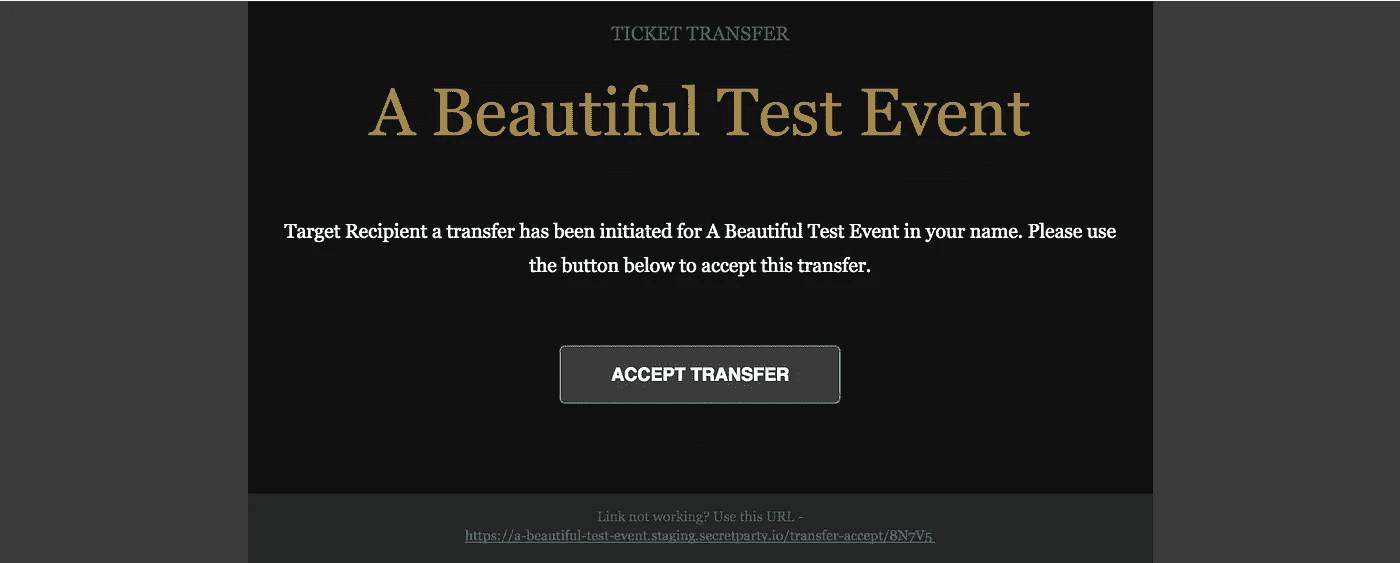 TICKET TRANSFER
A Beautiful Test Event
Target Recipient a transfer has been initiated for A Beautiful Test Event in your name. Please use
the button below to accept this transfer.
ACCEPT TRANSFER
Link not working? Use this URL -
https://a-beautiful-test-event.staging.secretparty.io/transfer-accept/8N7V5